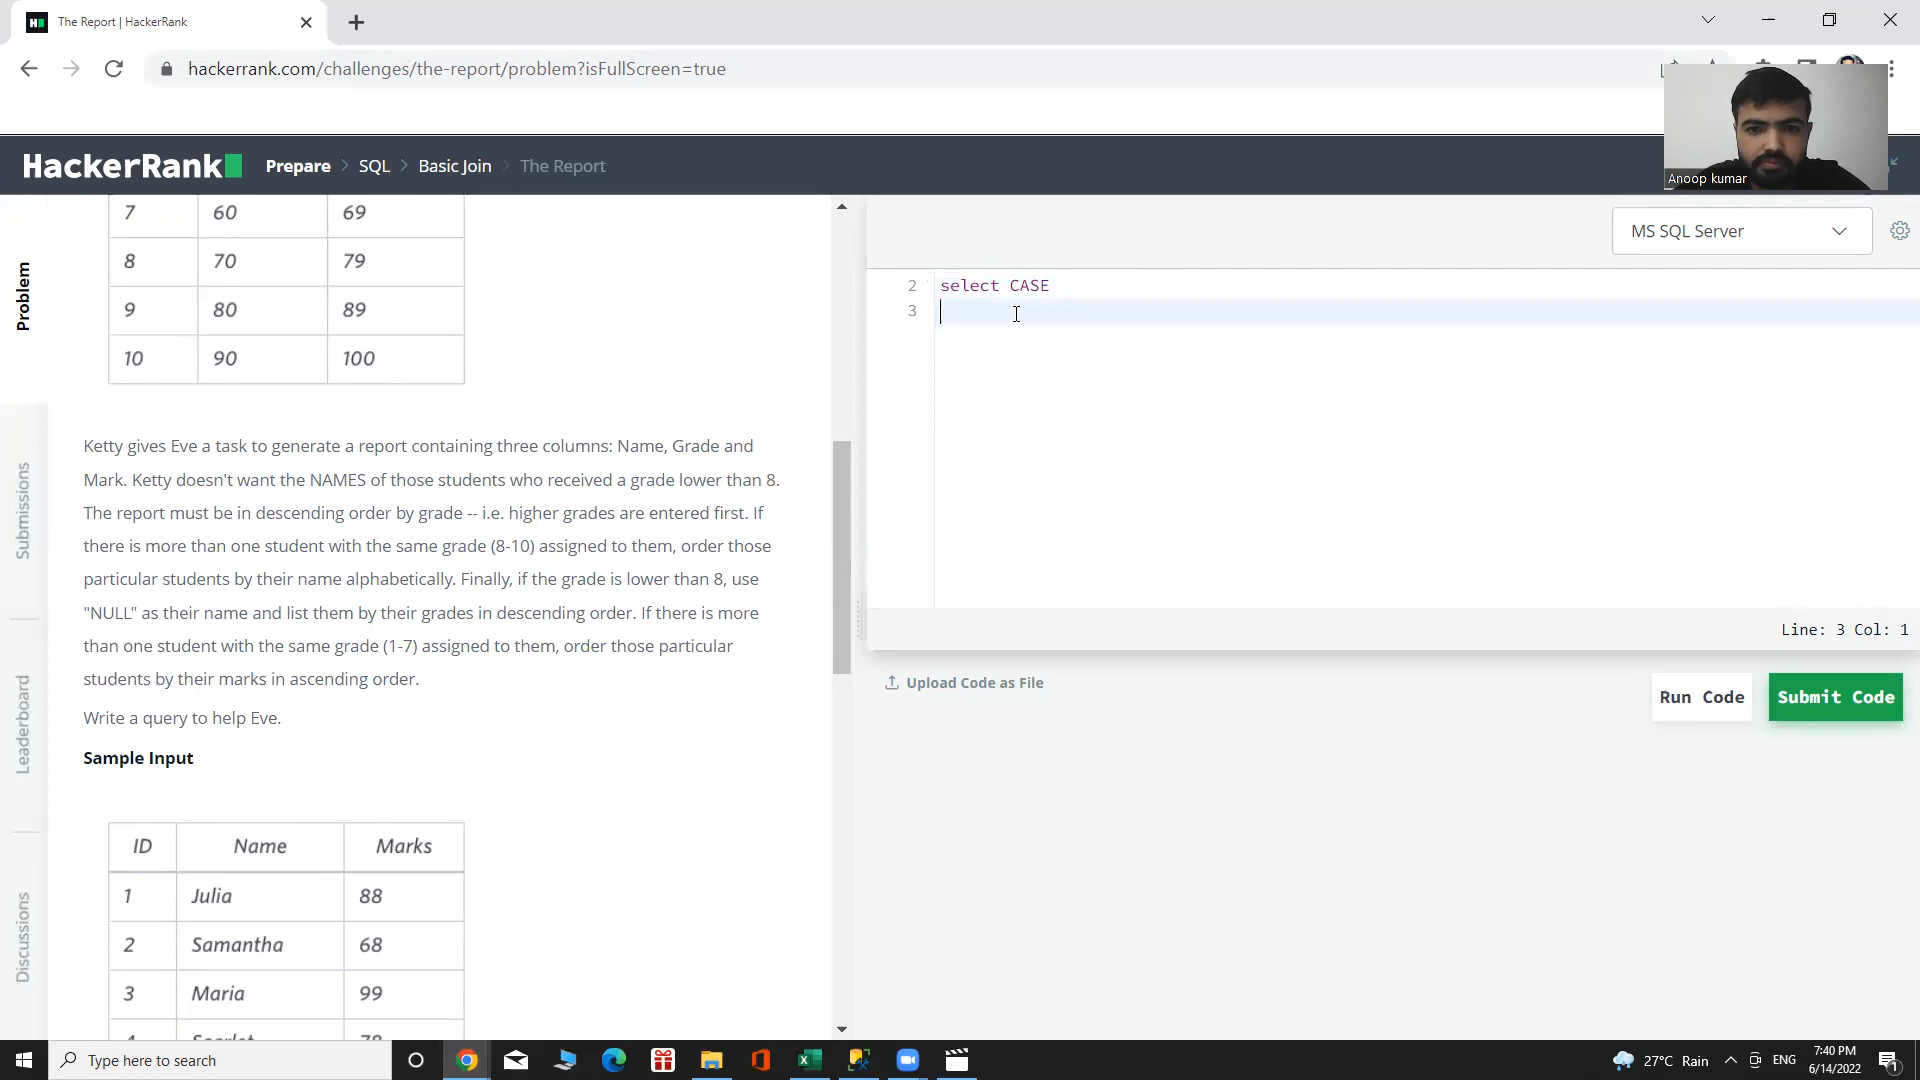 The Report | HackerRank
hackerrank.com/challenges/the-report/problem?isFullScreen=true
Anoop kumar
HackerRank
Prepare > SQL > Basic Join > The Report
7 60 69
8 70 79
9 80 89
10 90 100
Ketty gives Eve a task to generate a report containing three columns: Name, Grade and
Mark. Ketty doesn't want the NAMES of those students who received a grade lower than 8.
The report must be in descending order by grade -- i.e. higher grades are entered first. If
there is more than one student with the same grade (8-10) assigned to them, order those
particular students by their name alphabetically. Finally, if the grade is lower than 8, use
"NULL" as their name and list them by their grades in descending order. If there is more
than one student with the same grade (1-7) assigned to them, order those particular
students by their marks in ascending order.
Write a query to help Eve.
Sample Input
ID Name Marks
1 Julia 88
2 Samantha 68
3 Maria 99
Problem
Submissions
Leaderboard
Discussions
MS SQL Server
2 select CASE
3
Line: 3 Col: 1
Upload Code as File
Run Code
Submit Code
Type here to search
27°C Rain
ENG
7:40 PM
6/14/2022
1